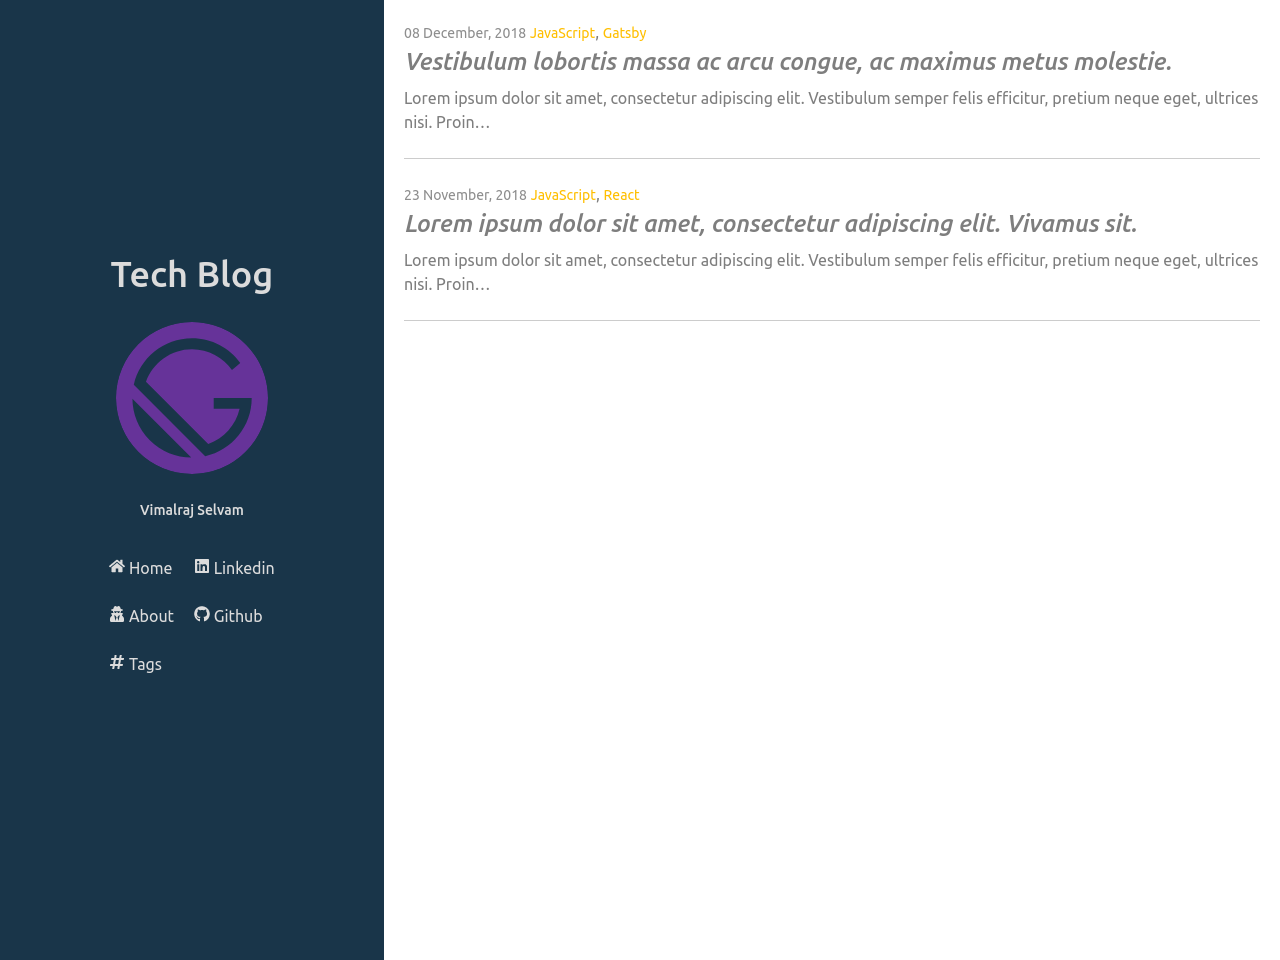 Tech Blog
Vimalraj Selvam
Home
Linkedin
About
Github
Tags
08 December, 2018 JavaScript, Gatsby
Vestibulum lobortis massa ac arcu congue, ac maximus metus molestie.
Lorem ipsum dolor sit amet, consectetur adipiscing elit. Vestibulum semper felis efficitur, pretium neque eget, ultrices
nisi. Proin…
23 November, 2018 JavaScript, React
Lorem ipsum dolor sit amet, consectetur adipiscing elit. Vivamus sit.
Lorem ipsum dolor sit amet, consectetur adipiscing elit. Vestibulum semper felis efficitur, pretium neque eget, ultrices
nisi. Proin…